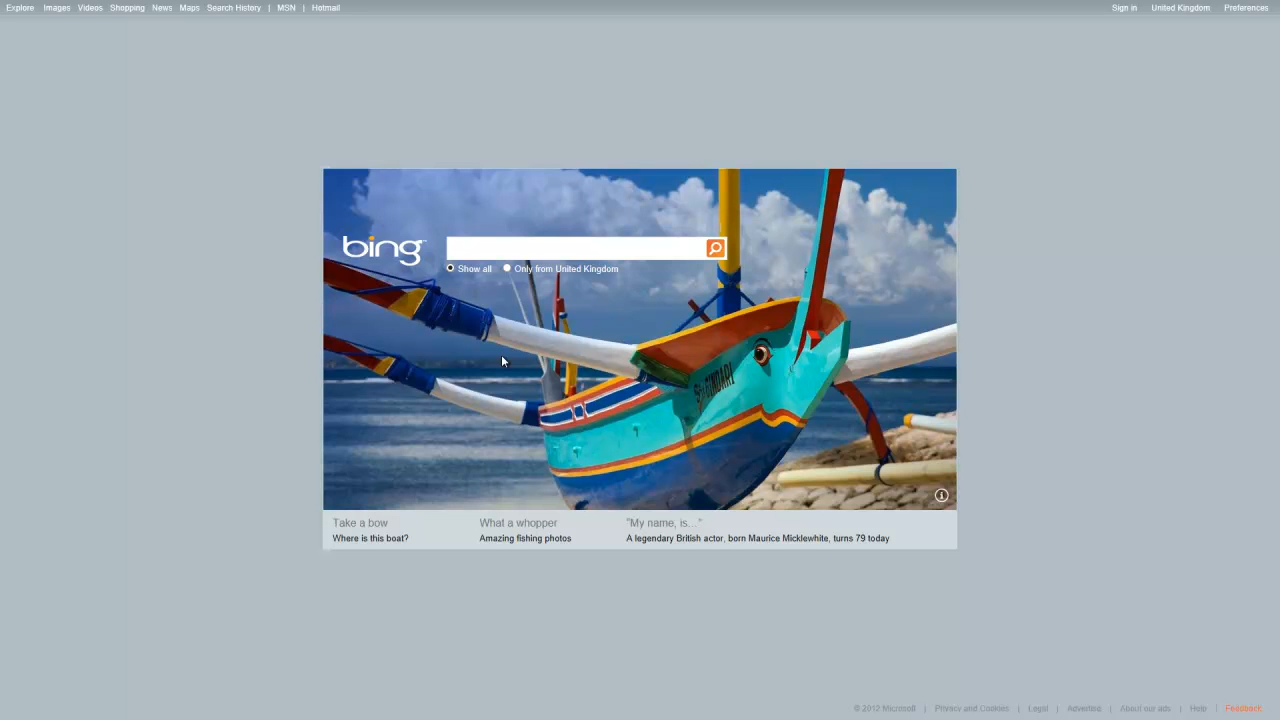 Explore Images Videos Shopping News Maps Search History | MSN | Hotmail
Sign in United Kingdom Preferences
bing
Show all Only from United Kingdom
Take a bow
Where is this boat?
What a whopper
Amazing fishing photos
"My name, is..."
A legendary British actor, born Maurice Micklewhite, turns 79 today
© 2012 Microsoft | Privacy and Cookies | Legal | Advertise | About our ads | Help | Feedback